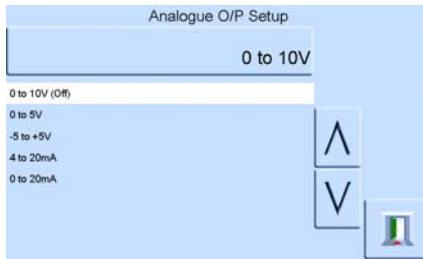 Analogue O/P Setup
0 to 10V
0 to 10V (Off)
0 to 5V
-5 to +5V
4 to 20mA
0 to 20mA